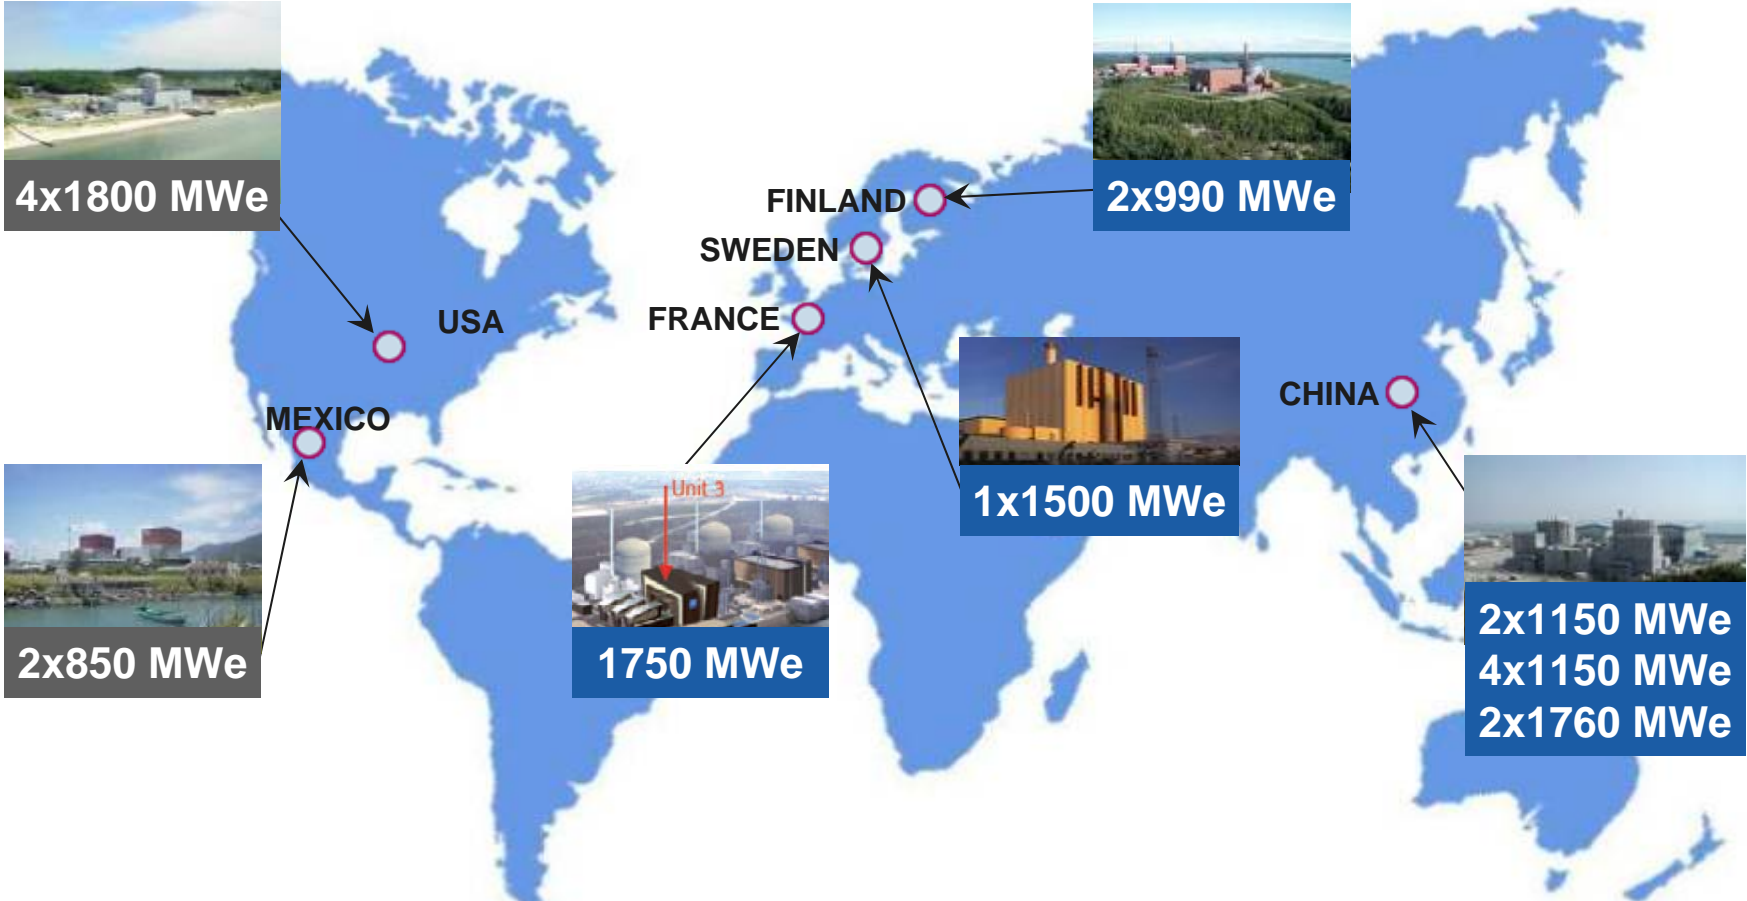 4x1800 MWe
2x990 MWe
FINLAND
SWEDEN
FRANCE
USA
CHINA
MEXICO
1x1500 MWe
Unit 3
2x850 MWe
1750 MWe
2x1150 MWe
4x1150 MWe
2x1760 MWe